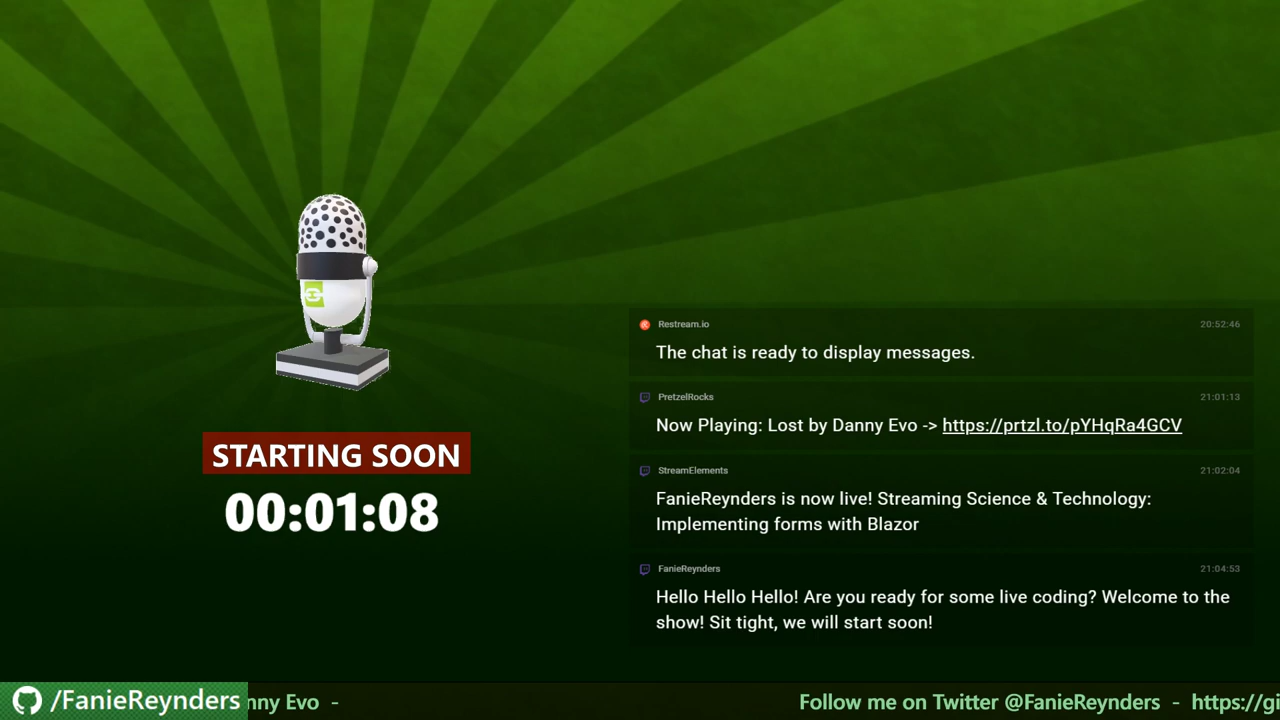 Restream.io 20:52:46
The chat is ready to display messages.
PretzelRocks 21:01:13
Now Playing: Lost by Danny Evo -> https://prtzl.to/pYHqRa4GCV
StreamElements 21:02:04
FanieReynders is now live! Streaming Science & Technology:
Implementing forms with Blazor
FanieReynders 21:04:53
Hello Hello Hello! Are you ready for some live coding? Welcome to the
show! Sit tight, we will start soon!
STARTING SOON
00:01:08
/FanieReynders nny Evo - Follow me on Twitter @FanieReynders - https://gi